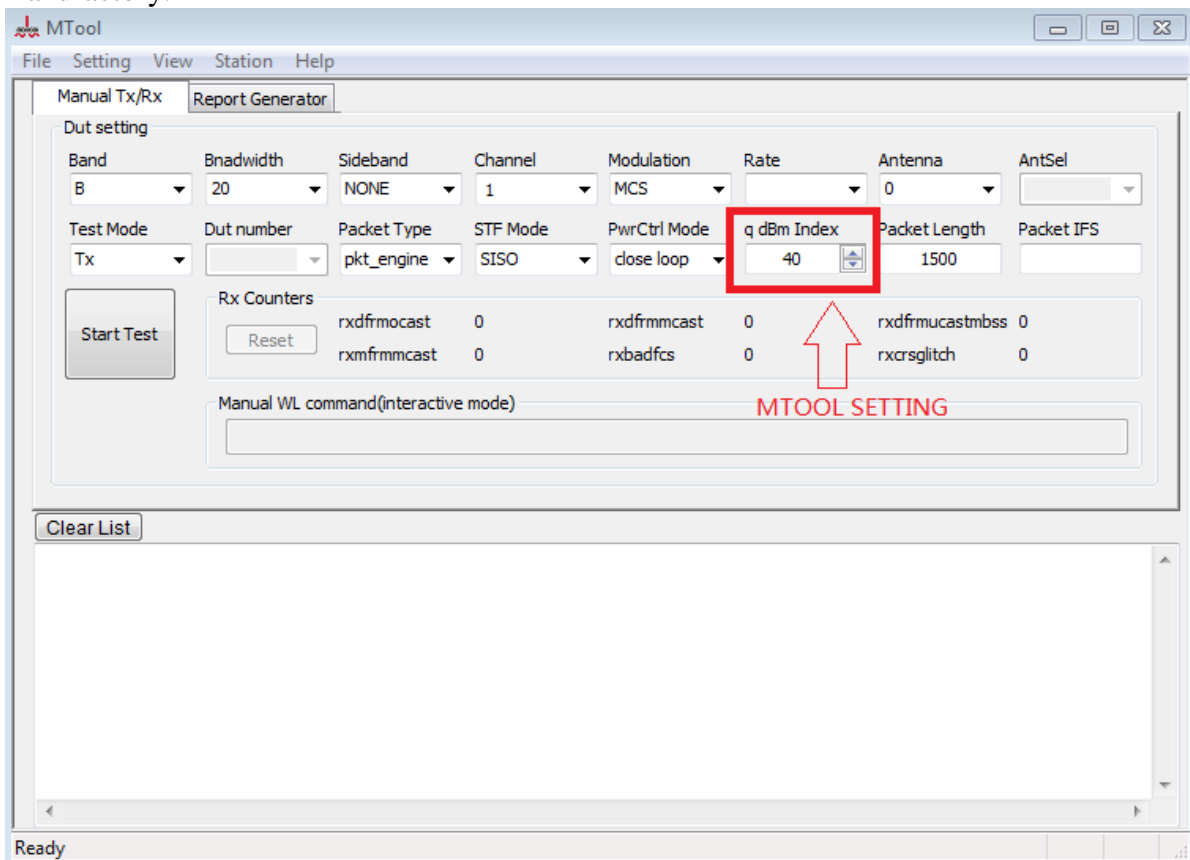 MTool
File Setting View Station Help
Manual Tx/Rx Report Generator
Dut setting
Band Bnadwidth Sideband Channel Modulation Rate Antenna AntSel
B 20 NONE 1 MCS 0
Test Mode Dut number Packet Type STF Mode PwrCtrl Mode q dBm Index Packet Length Packet IFS
Tx pkt_engine SISO close loop 40 1500
Start Test
Rx Counters
Reset
rxdfrmocast 0 rxdfrmmcast 0 rxdfrmucastmbss 0
rxmfrmmcast 0 rxbadfcs 0 rxcrsglitch 0
Manual WL command(interactive mode)
MTOOL SETTING
Clear List
Ready